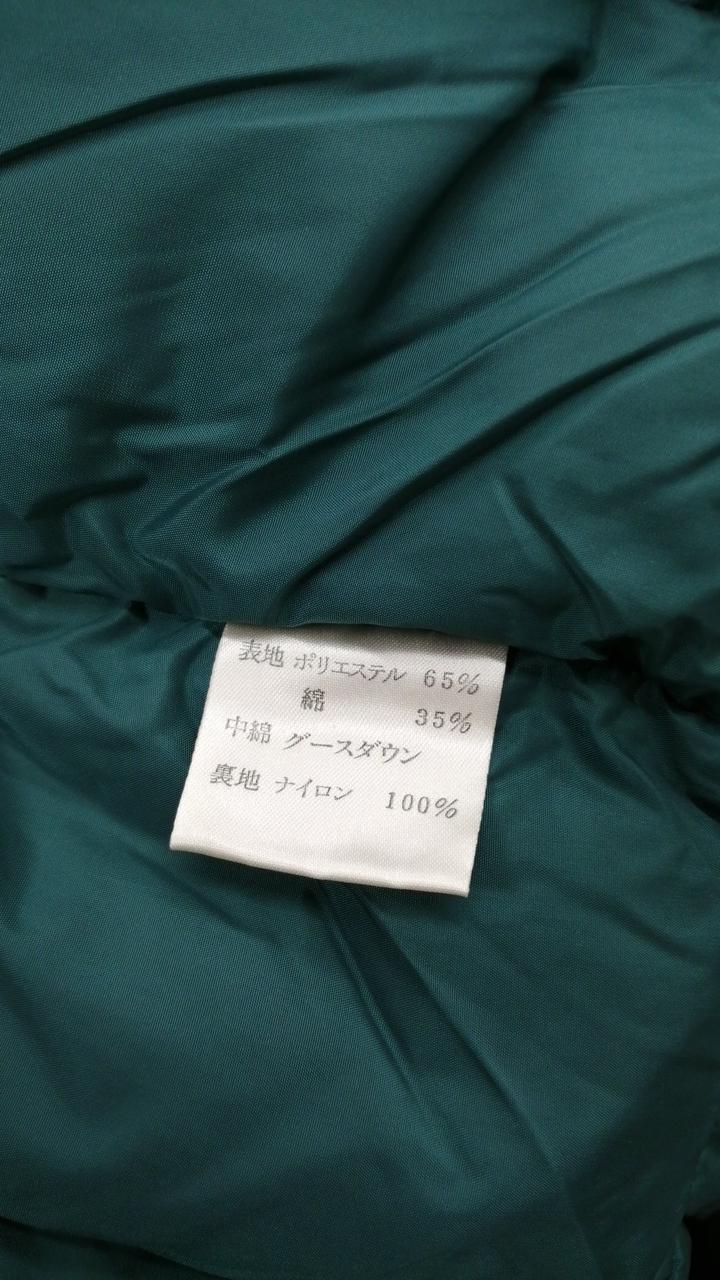 表地 ポリエステル 65%
綿 35%
中綿 グースダウン
裏地 ナイロン 100%